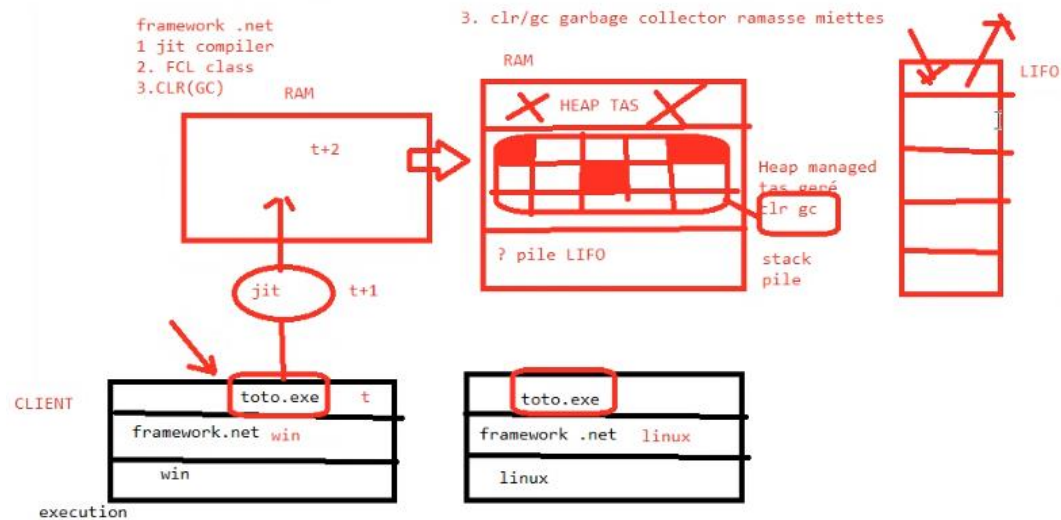 framework .net
1 jit compiler
2. FCL class
3.CLR(GC)
3. clr/gc garbage collector ramasse miettes
RAM
RAM
LIFO
HEAP TAS
t+2
Heap managed
tas geré
clr gc
? pile LIFO
stack
pile
jit
t+1
CLIENT
toto.exe
t
framework.net win
win
toto.exe
framework .net linux
linux
execution